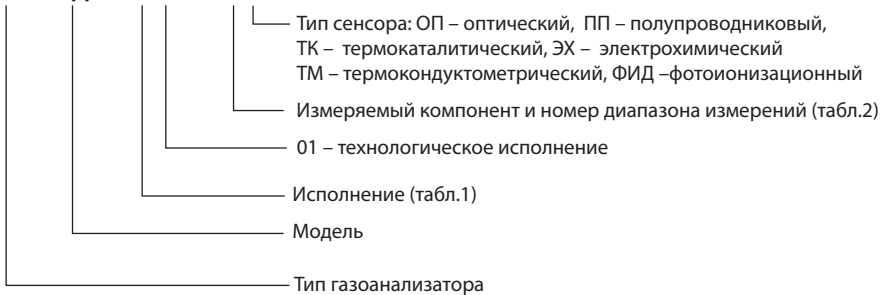 Тип сенсора: ОП – оптический, ПП – полупроводниковый,
ТК – термокаталитический, ЭХ – электрохимический
ТМ – термокондуктометрический, ФИД –фотоионизационный
Измеряемый компонент и номер диапазона измерений (табл.2)
01 – технологическое исполнение
Исполнение (табл.1)
Модель
Тип газоанализатора